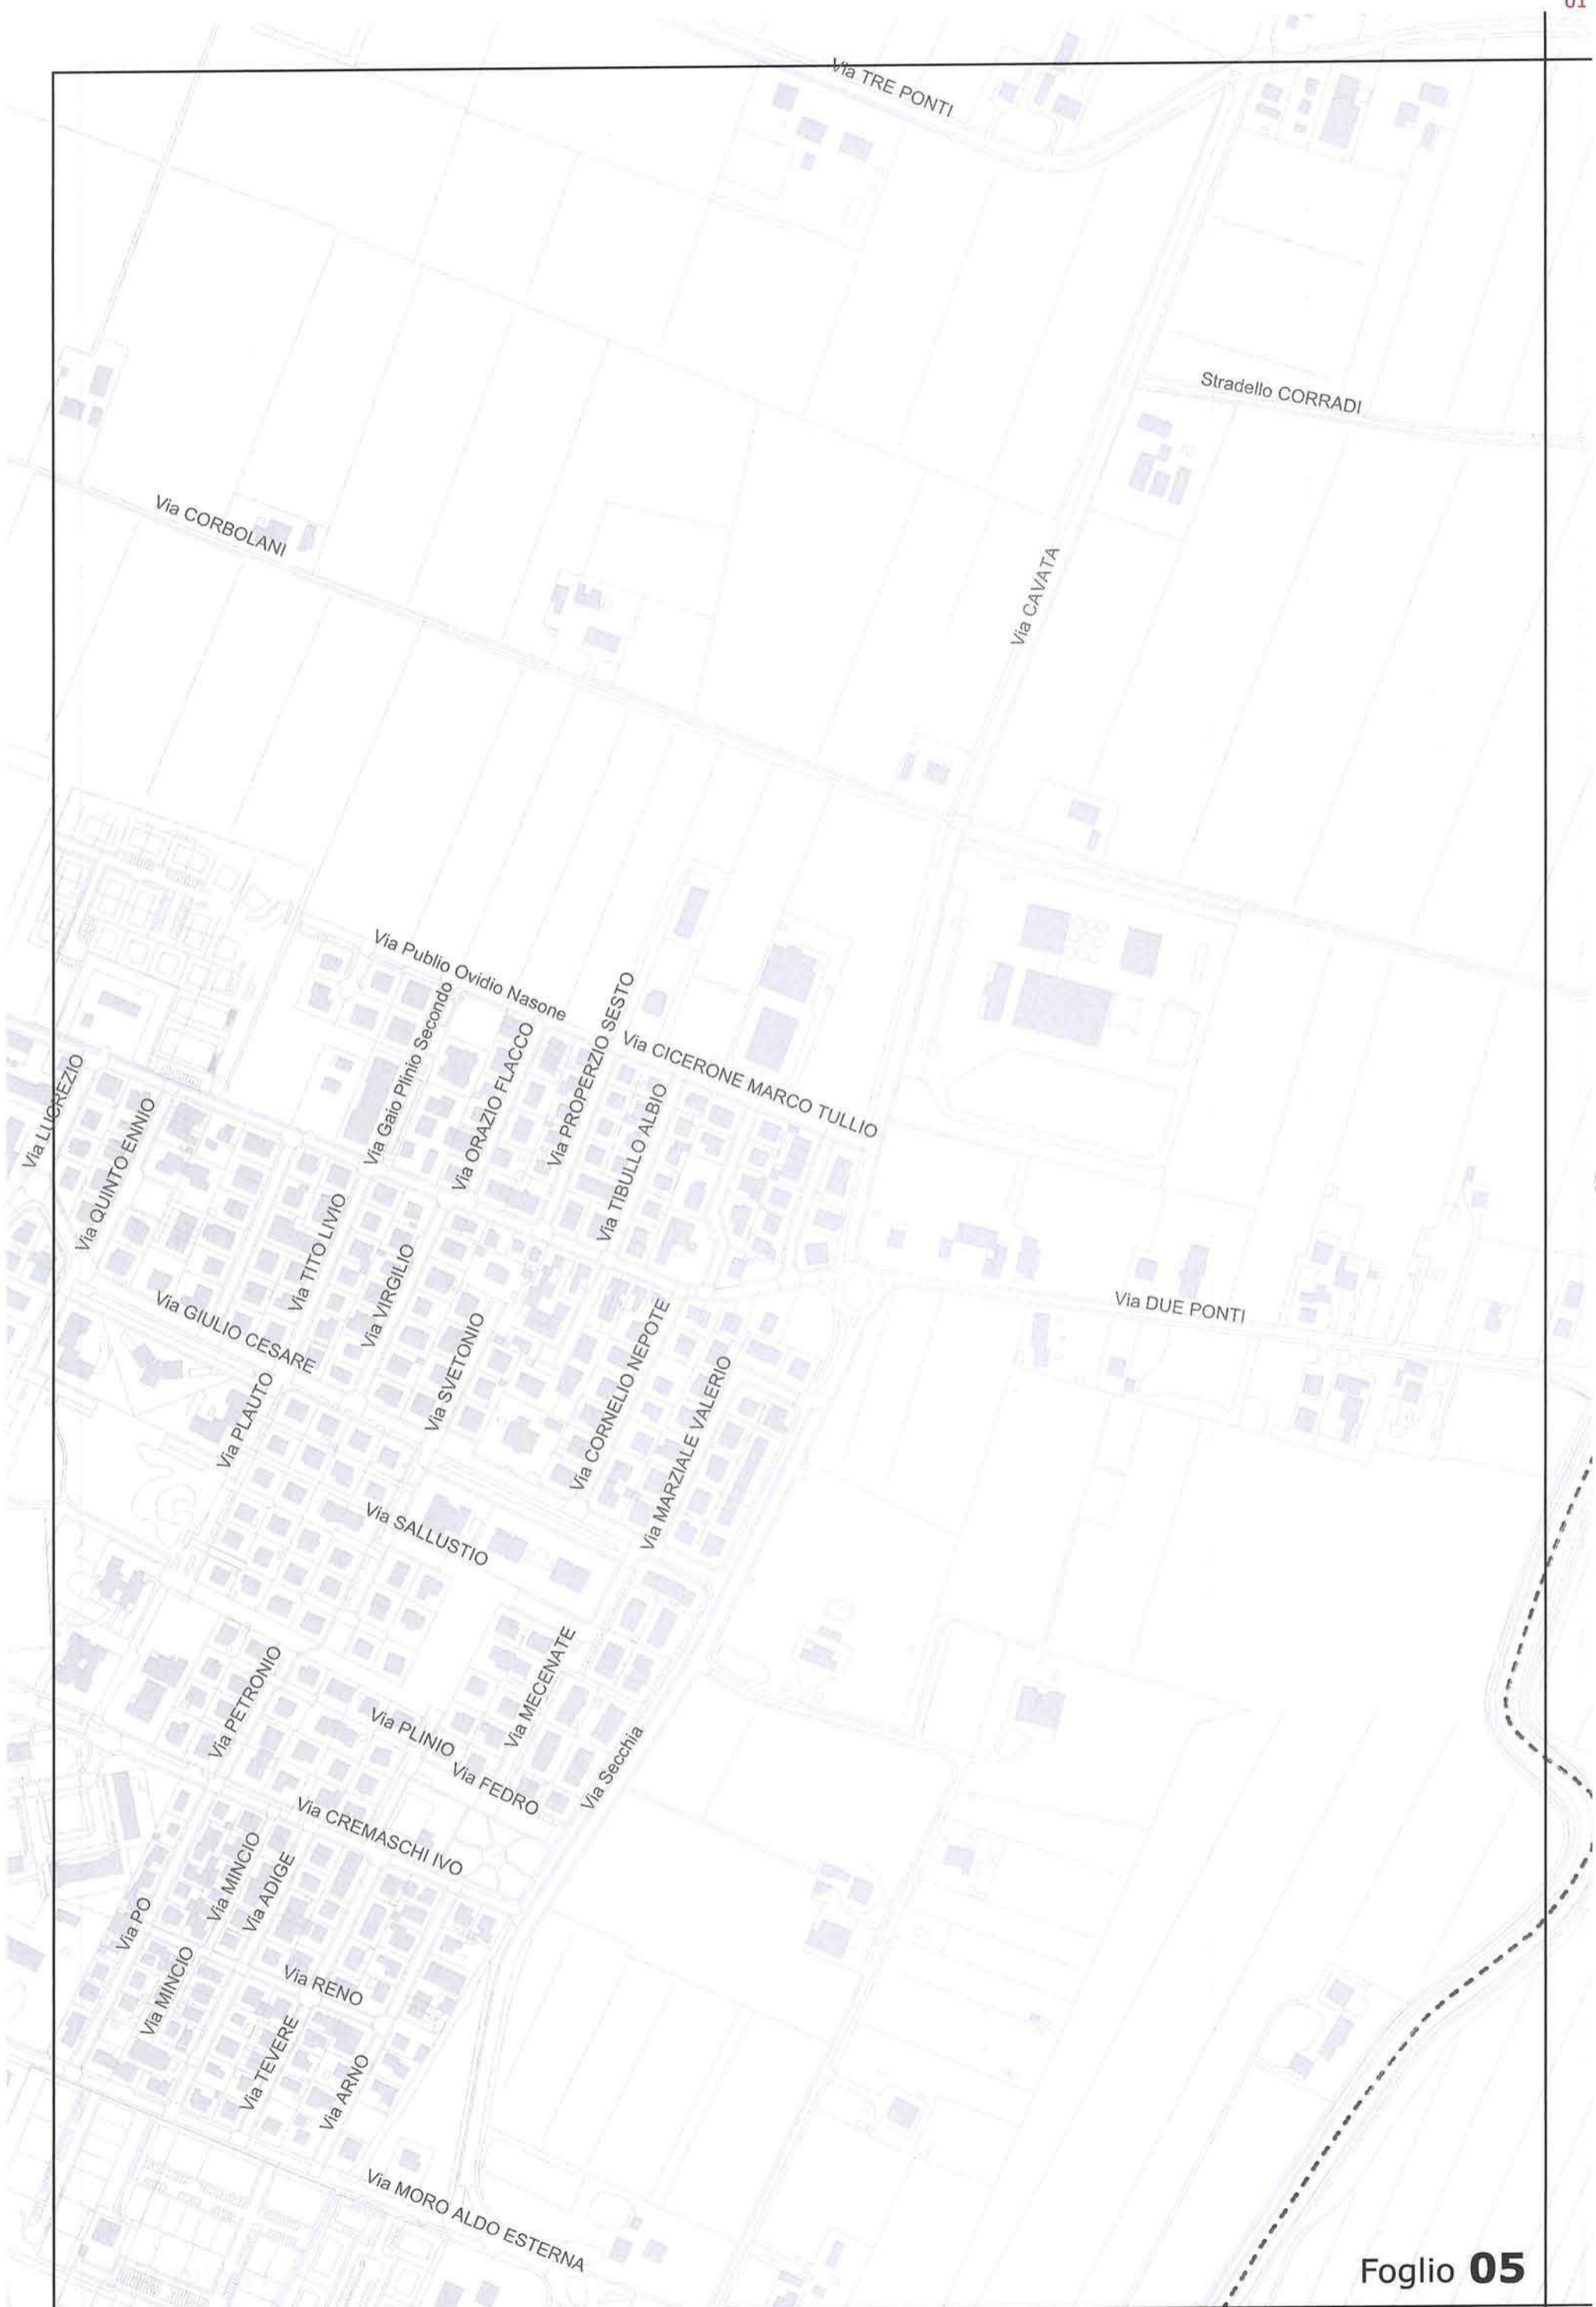 01
Via TRE PONTI
Stradello CORRADI
Via CORBOLANI
Via CAVATA
Via Publio Ovidio Nasone
Via Gaio Plinio Secondo
Via ORAZIO FLACCO
Via PROPERZIO SESTO
Via CICERONE MARCO TULLIO
Via TIBULLO ALBIO
Via LUCREZIO
Via QUINTO ENNIO
Via TITO LIVIO
Via VIRGILIO
Via GIULIO CESARE
Via SVETONIO
Via CORNELIO NEPOTE
Via MARZIALE VALERIO
Via DUE PONTI
Via PLAUTO
Via SALLUSTIO
Via PETRONIO
Via PLINIO
Via MECENATE
Via FEDRO
Via Secchia
Via CREMASCHI IVO
Via MINCIO
Via ADIGE
Via PO
Via MINCIO
Via RENO
Via TEVERE
Via ARNO
Via MORO ALDO ESTERNA
Foglio 05